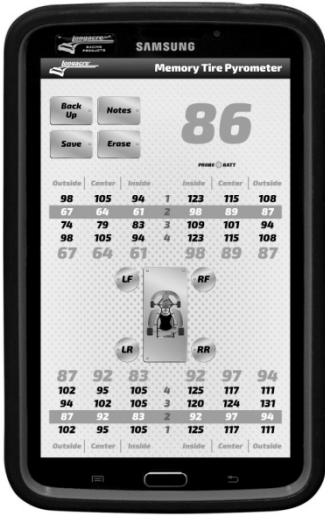 Longacre
RACING
PRODUCTS
SAMSUNG
Longacre
Memory Tire Pyrometer
Back
Up
Notes
86
Save
Erase
PROBE BATT
Outside Center Inside Inside Center Outside
98 105 94 1 123 115 108
67 64 61 2 98 89 87
74 79 83 3 109 101 94
98 105 94 4 123 115 108
67 64 61 98 89 87
LF RF
LR RR
87 92 83 92 97 94
102 95 105 4 125 117 111
94 102 105 3 120 124 131
87 92 83 2 92 97 94
102 95 105 1 125 117 111
Outside Center Inside Inside Center Outside